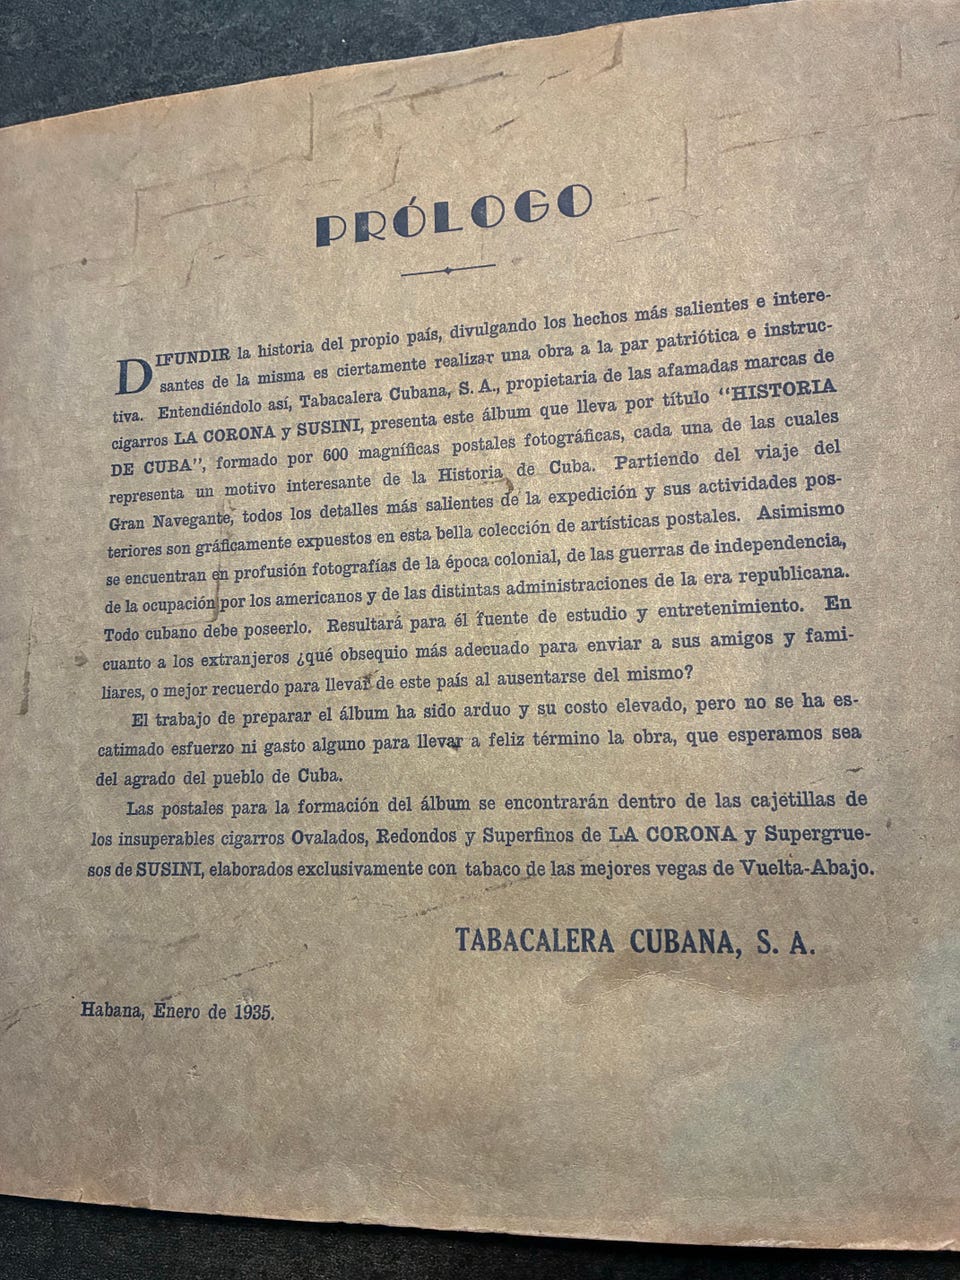 PRÓLOGO
DIFUNDIR la historia del propio país, divulgando los hechos más salientes e intere-
santes de la misma es ciertamente realizar una obra a la par patriótica e instruc-
tiva. Entendiéndolo así, Tabacalera Cubana, S. A., propietaria de las afamadas marcas de
cigarros LA CORONA y SUSINI, presenta este álbum que lleva por título "HISTORIA
DE CUBA", formado por 600 magníficas postales fotográficas, cada una de las cuales
representa un motivo interesante de la Historia de Cuba. Partiendo del viaje del
Gran Navegante, todos los detalles más salientes de la expedición y sus actividades pos-
teriores son gráficamente expuestos en esta bella colección de artísticas postales. Asimismo
se encuentran en profusión fotografías de la época colonial, de las guerras de independencia,
de la ocupación por los americanos y de las distintas administraciones de la era republicana.
Todo cubano debe poseerlo. Resultará para él fuente de estudio y entretenimiento. En
cuanto a los extranjeros ¿qué obsequio más adecuado para enviar a sus amigos y fami-
liares, o mejor recuerdo para llevar de este país al ausentarse del mismo?
El trabajo de preparar el álbum ha sido arduo y su costo elevado, pero no se ha es-
catimado esfuerzo ni gasto alguno para llevar a feliz término la obra, que esperamos sea
del agrado del pueblo de Cuba.
Las postales para la formación del álbum se encontrarán dentro de las cajetillas de
los insuperables cigarros Ovalados, Redondos y Superfinos de LA CORONA y Supergrue-
sos de SUSINI, elaborados exclusivamente con tabaco de las mejores vegas de Vuelta-Abajo.
TABACALERA CUBANA, S. A.
Habana, Enero de 1935.